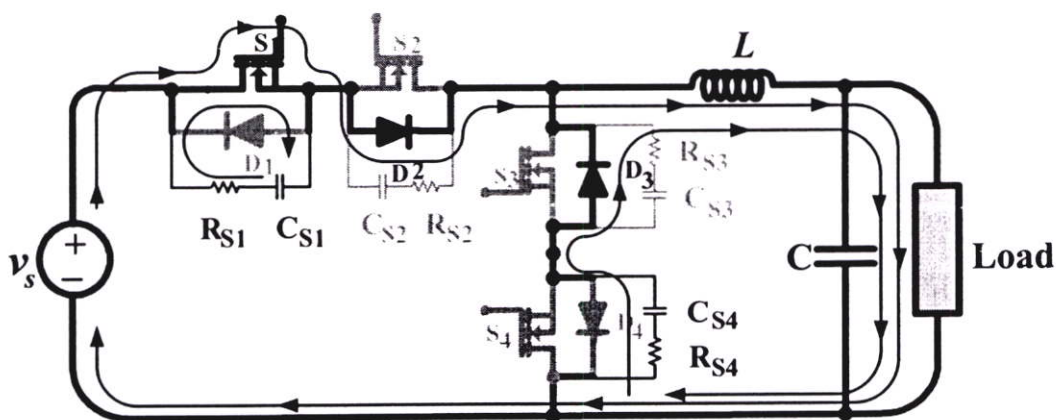 S
S2
L
D1
D2
RS1
CS1
CS2
RS2
S3
D3
RS3
CS3
vs
+
−
C
Load
S4
D4
CS4
RS4